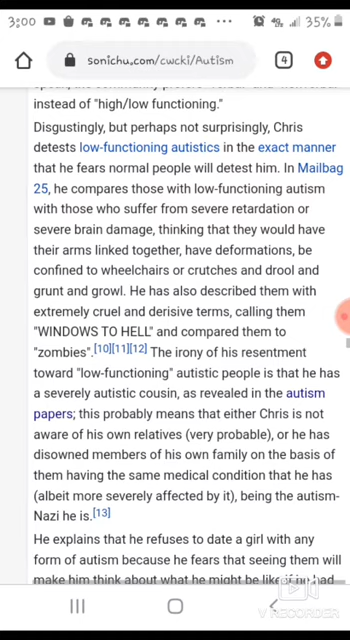 3:00 35%
sonichu.com/cwcki/Autism 4
instead of "high/low functioning."
Disgustingly, but perhaps not surprisingly, Chris
detests low-functioning autistics in the exact manner
that he fears normal people will detest him. In Mailbag
25, he compares those with low-functioning autism
with those who suffer from severe retardation or
severe brain damage, thinking that they would have
their arms linked together, have deformations, be
confined to wheelchairs or crutches and drool and
grunt and growl. He has also described them with
extremely cruel and derisive terms, calling them
"WINDOWS TO HELL" and compared them to
"zombies".[10][11][12] The irony of his resentment
toward "low-functioning" autistic people is that he has
a severely autistic cousin, as revealed in the autism
papers; this probably means that either Chris is not
aware of his own relatives (very probable), or he has
disowned members of his own family on the basis of
them having the same medical condition that he has
(albeit more severely affected by it), being the autism-
Nazi he is.[13]
He explains that he refuses to date a girl with any
form of autism because he fears that seeing them will
make him think about what he might be like if he had
V RECORDER